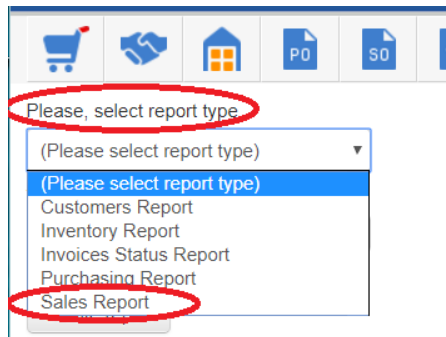 PO
SO
Please, select report type
(Please select report type)
(Please select report type)
Customers Report
Inventory Report
Invoices Status Report
Purchasing Report
Sales Report